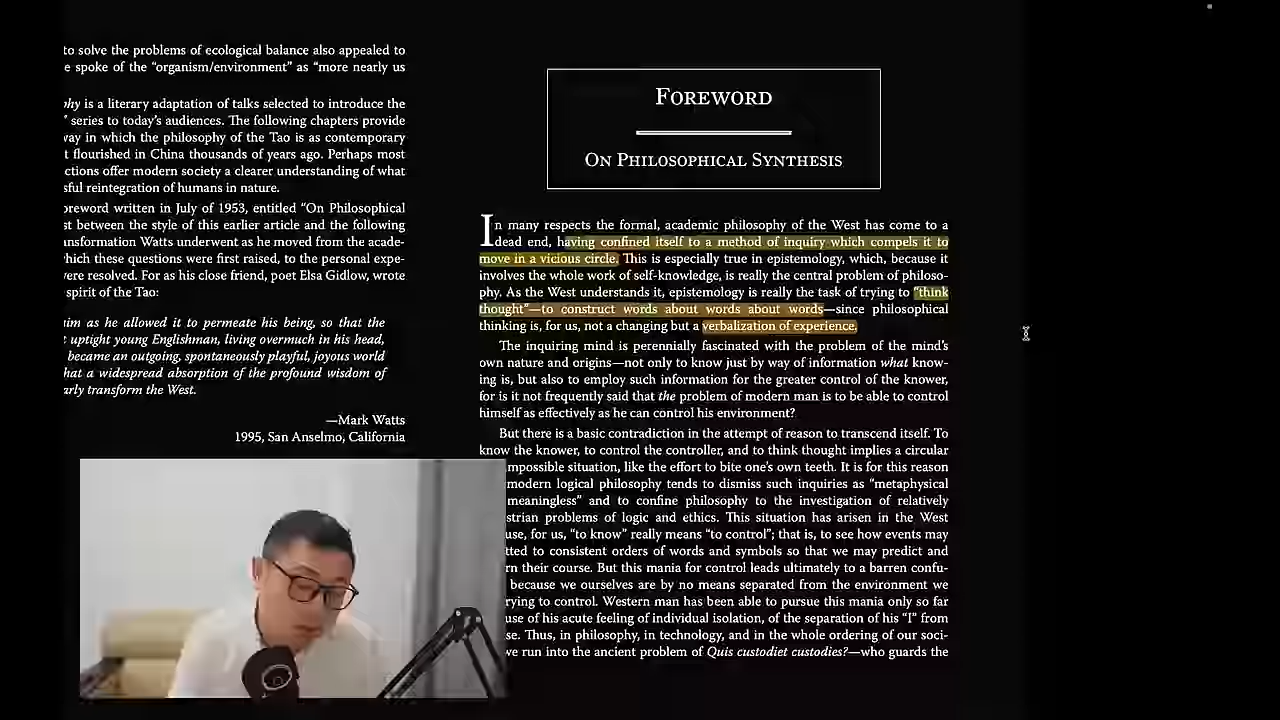 to solve the problems of ecological balance also appealed to
e spoke of the “organism/environment” as “more nearly us
phy is a literary adaptation of talks selected to introduce the
” series to today’s audiences. The following chapters provide
way in which the philosophy of the Tao is as contemporary
t flourished in China thousands of years ago. Perhaps most
ctions offer modern society a clearer understanding of what
sful reintegration of humans in nature.
oreword written in July of 1953, entitled “On Philosophical
st between the style of this earlier article and the following
ansformation Watts underwent as he moved from the acade-
which these questions were first raised, to the personal expe-
were resolved. For as his close friend, poet Elsa Gidlow, wrote
spirit of the Tao:
aim as he allowed it to permeate his being, so that the
uptight young Englishman, living overmuch in his head,
became an outgoing, spontaneously playful, joyous world
hat a widespread absorption of the profound wisdom of
arly transform the West.
—Mark Watts
1995, San Anselmo, California
Foreword
On Philosophical Synthesis
In many respects the formal, academic philosophy of the West has come to a
dead end, having confined itself to a method of inquiry which compels it to
move in a vicious circle. This is especially true in epistemology, which, because it
involves the whole work of self-knowledge, is really the central problem of philoso-
phy. As the West understands it, epistemology is really the task of trying to “think
thought”—to construct words about words about words—since philosophical
thinking is, for us, not a changing but a verbalization of experience.
The inquiring mind is perennially fascinated with the problem of the mind’s
own nature and origins—not only to know just by way of information what know-
ing is, but also to employ such information for the greater control of the knower,
for is it not frequently said that the problem of modern man is to be able to control
himself as effectively as he can control his environment?
But there is a basic contradiction in the attempt of reason to transcend itself. To
know the knower, to control the controller, and to think thought implies a circular
mpossible situation, like the effort to bite one’s own teeth. It is for this reason
modern logical philosophy tends to dismiss such inquiries as “metaphysical
meaningless” and to confine philosophy to the investigation of relatively
strian problems of logic and ethics. This situation has arisen in the West
use, for us, “to know” really means “to control”; that is, to see how events may
tted to consistent orders of words and symbols so that we may predict and
rn their course. But this mania for control leads ultimately to a barren confu-
because we ourselves are by no means separated from the environment we
rying to control. Western man has been able to pursue this mania only so far
use of his acute feeling of individual isolation, of the separation of his “I” from
se. Thus, in philosophy, in technology, and in the whole ordering of our soci-
we run into the ancient problem of Quis custodiet custodies?—who guards the